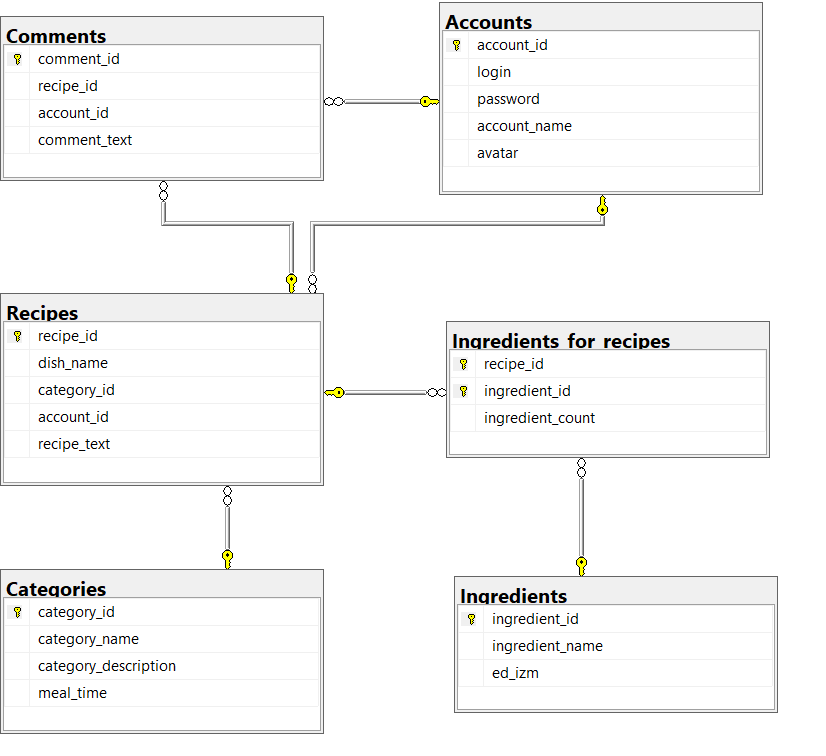 Comments
comment_id
recipe_id
account_id
comment_text
Accounts
account_id
login
password
account_name
avatar
Recipes
recipe_id
dish_name
category_id
account_id
recipe_text
Ingredients_for_recipes
recipe_id
ingredient_id
ingredient_count
Categories
category_id
category_name
category_description
meal_time
Ingredients
ingredient_id
ingredient_name
ed_izm